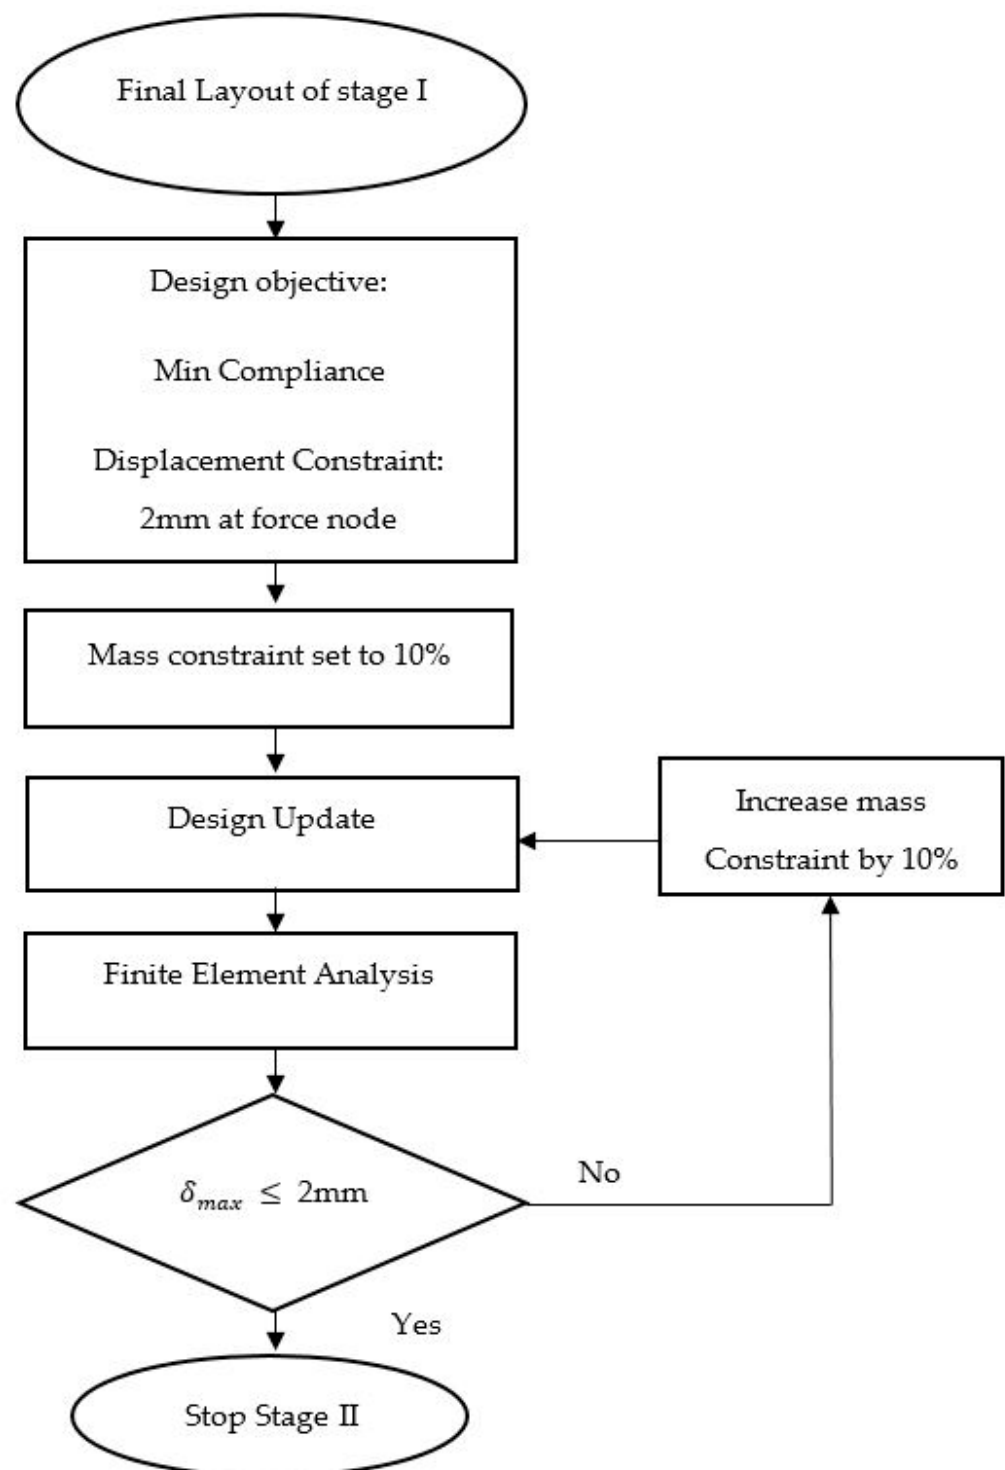 Final Layout of stage I
Design objective:
Min Compliance
Displacement Constraint:
2mm at force node
Mass constraint set to 10%
Design Update
Increase mass
Constraint by 10%
Finite Element Analysis
δmax ≤ 2mm
No
Yes
Stop Stage II